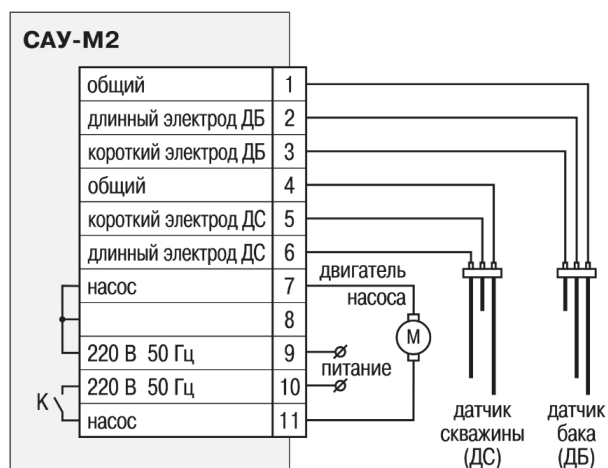 САУ-М2
общий 1
длинный электрод ДБ 2
короткий электрод ДБ 3
общий 4
короткий электрод ДС 5
длинный электрод ДС 6
насос 7
8
220 В 50 Гц 9
220 В 50 Гц 10
насос 11
К
двигатель
насоса
М
питание
датчик
скважины
(ДС)
датчик
бака
(ДБ)